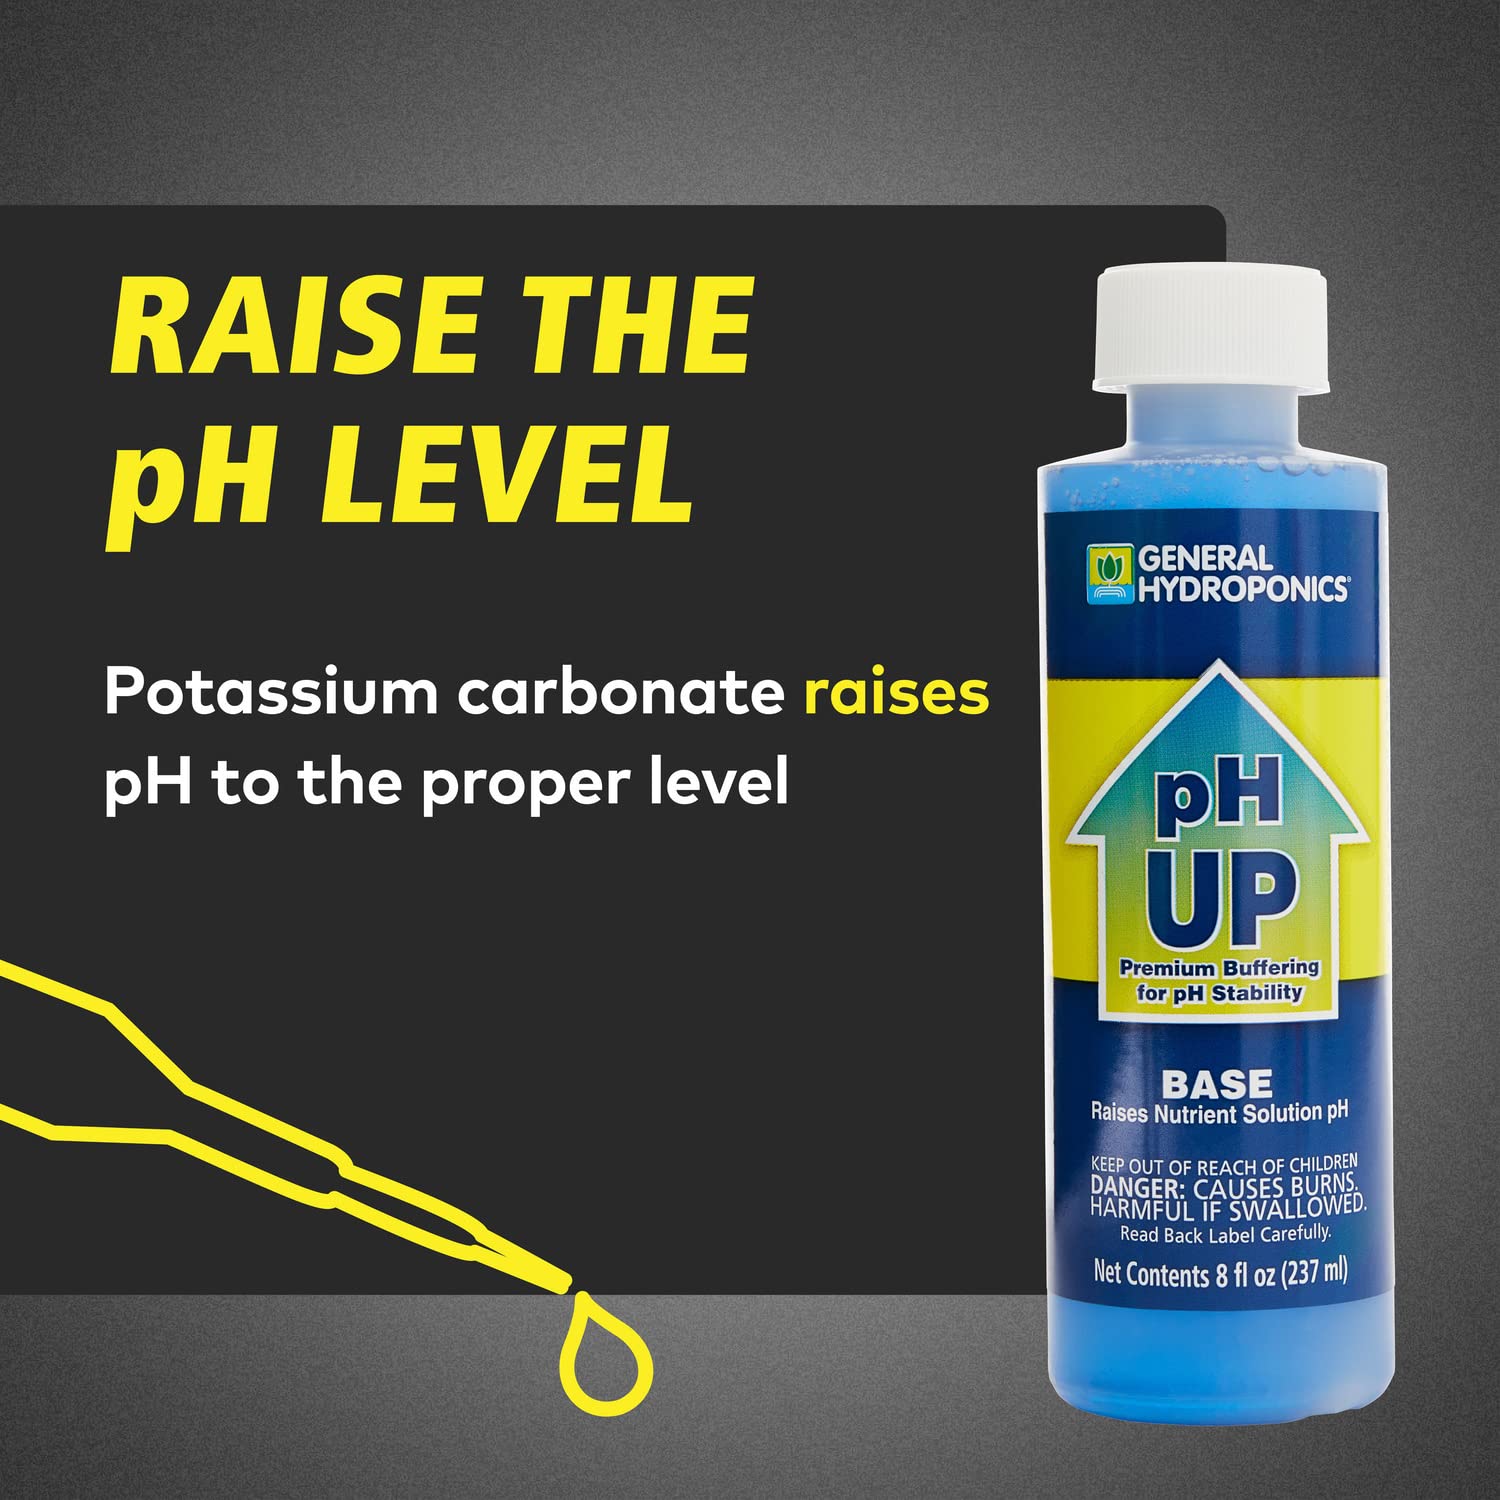 RAISE THE
pH LEVEL
Potassium carbonate raises
pH to the proper level
GENERAL
HYDROPONICS®
pH
UP
Premium Buffering
for pH Stability
BASE
Raises Nutrient Solution pH
KEEP OUT OF REACH OF CHILDREN
DANGER: CAUSES BURNS.
HARMFUL IF SWALLOWED.
Read Back Label Carefully.
Net Contents 8 fl oz (237 ml)